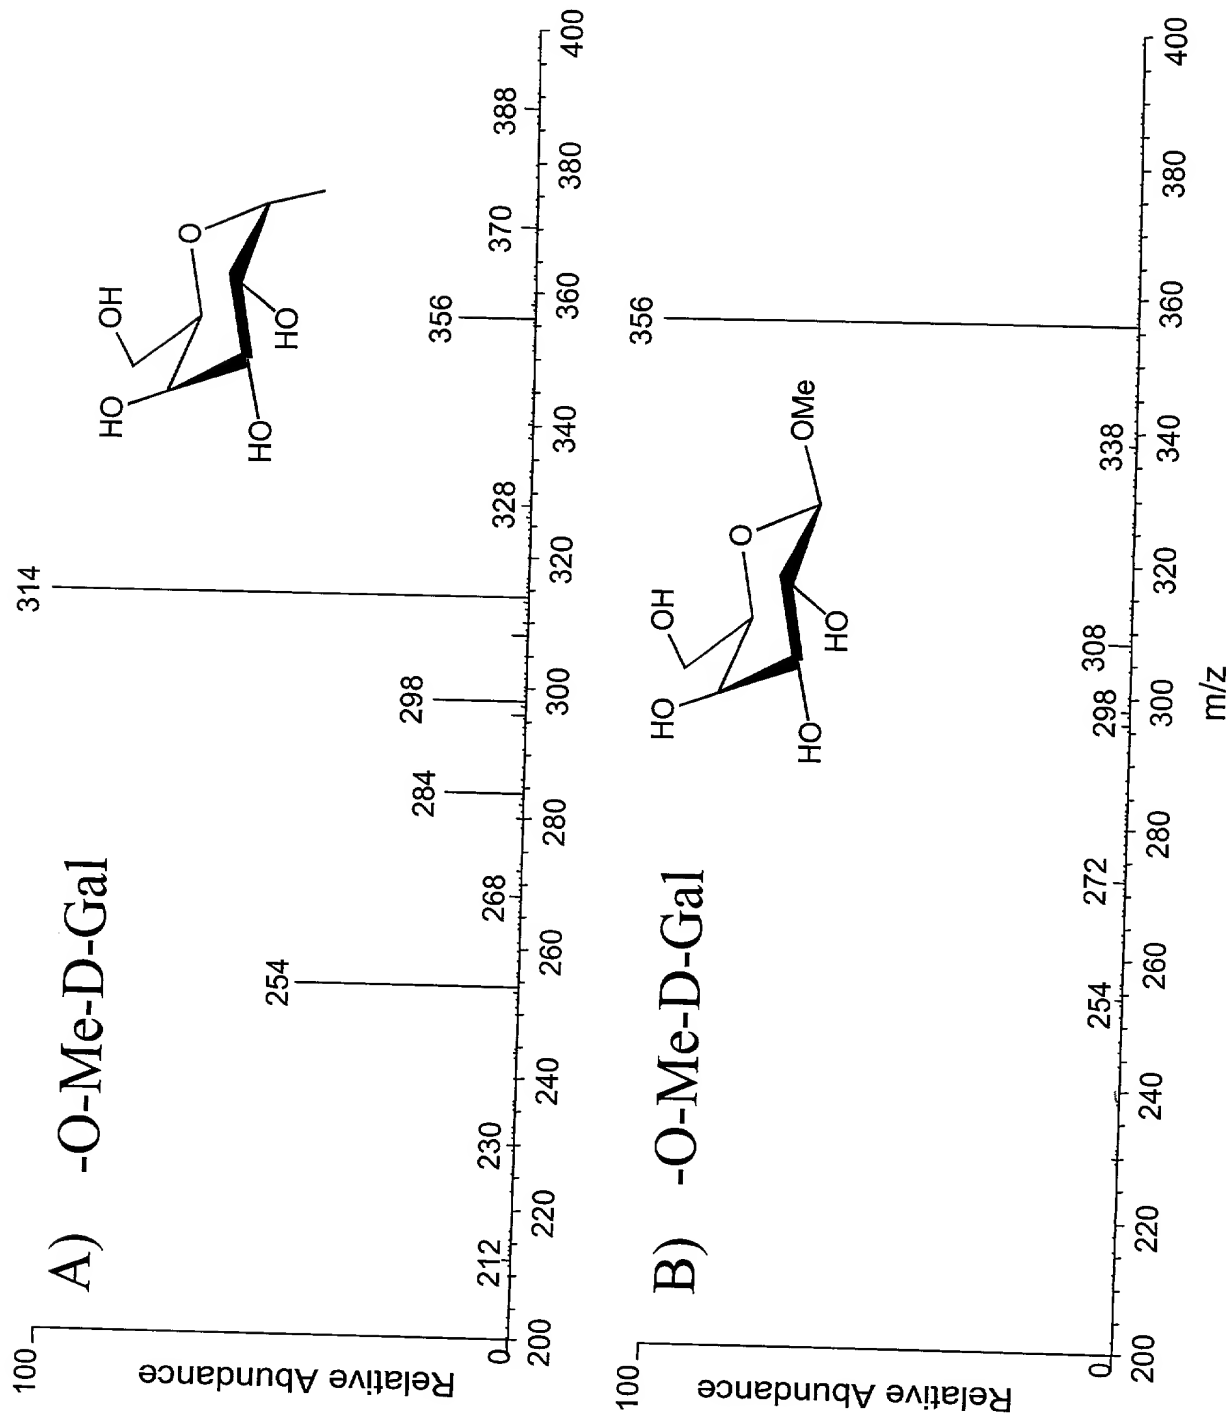 A) -O-Me-D-Gal
Relative Abundance
100
0
212
230
254
268
284
298
314
328
356
370
388
HO
OH
O
HO
HO
200 220 240 260 280 300 320 340 360 380 400
B) -O-Me-D-Gal
Relative Abundance
100
0
254
272
298
308
338
356
HO
OH
O
OMe
HO
HO
200 220 240 260 280 300 320 340 360 380 400
m/z